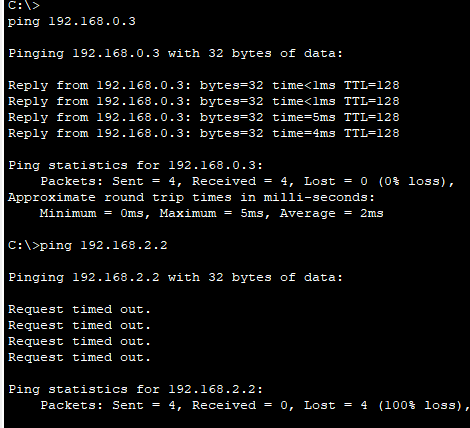 C:\>
ping 192.168.0.3
Pinging 192.168.0.3 with 32 bytes of data:
Reply from 192.168.0.3: bytes=32 time<1ms TTL=128
Reply from 192.168.0.3: bytes=32 time<1ms TTL=128
Reply from 192.168.0.3: bytes=32 time=5ms TTL=128
Reply from 192.168.0.3: bytes=32 time=4ms TTL=128
Ping statistics for 192.168.0.3:
    Packets: Sent = 4, Received = 4, Lost = 0 (0% loss),
Approximate round trip times in milli-seconds:
    Minimum = 0ms, Maximum = 5ms, Average = 2ms
C:\>ping 192.168.2.2
Pinging 192.168.2.2 with 32 bytes of data:
Request timed out.
Request timed out.
Request timed out.
Request timed out.
Ping statistics for 192.168.2.2:
    Packets: Sent = 4, Received = 0, Lost = 4 (100% loss),